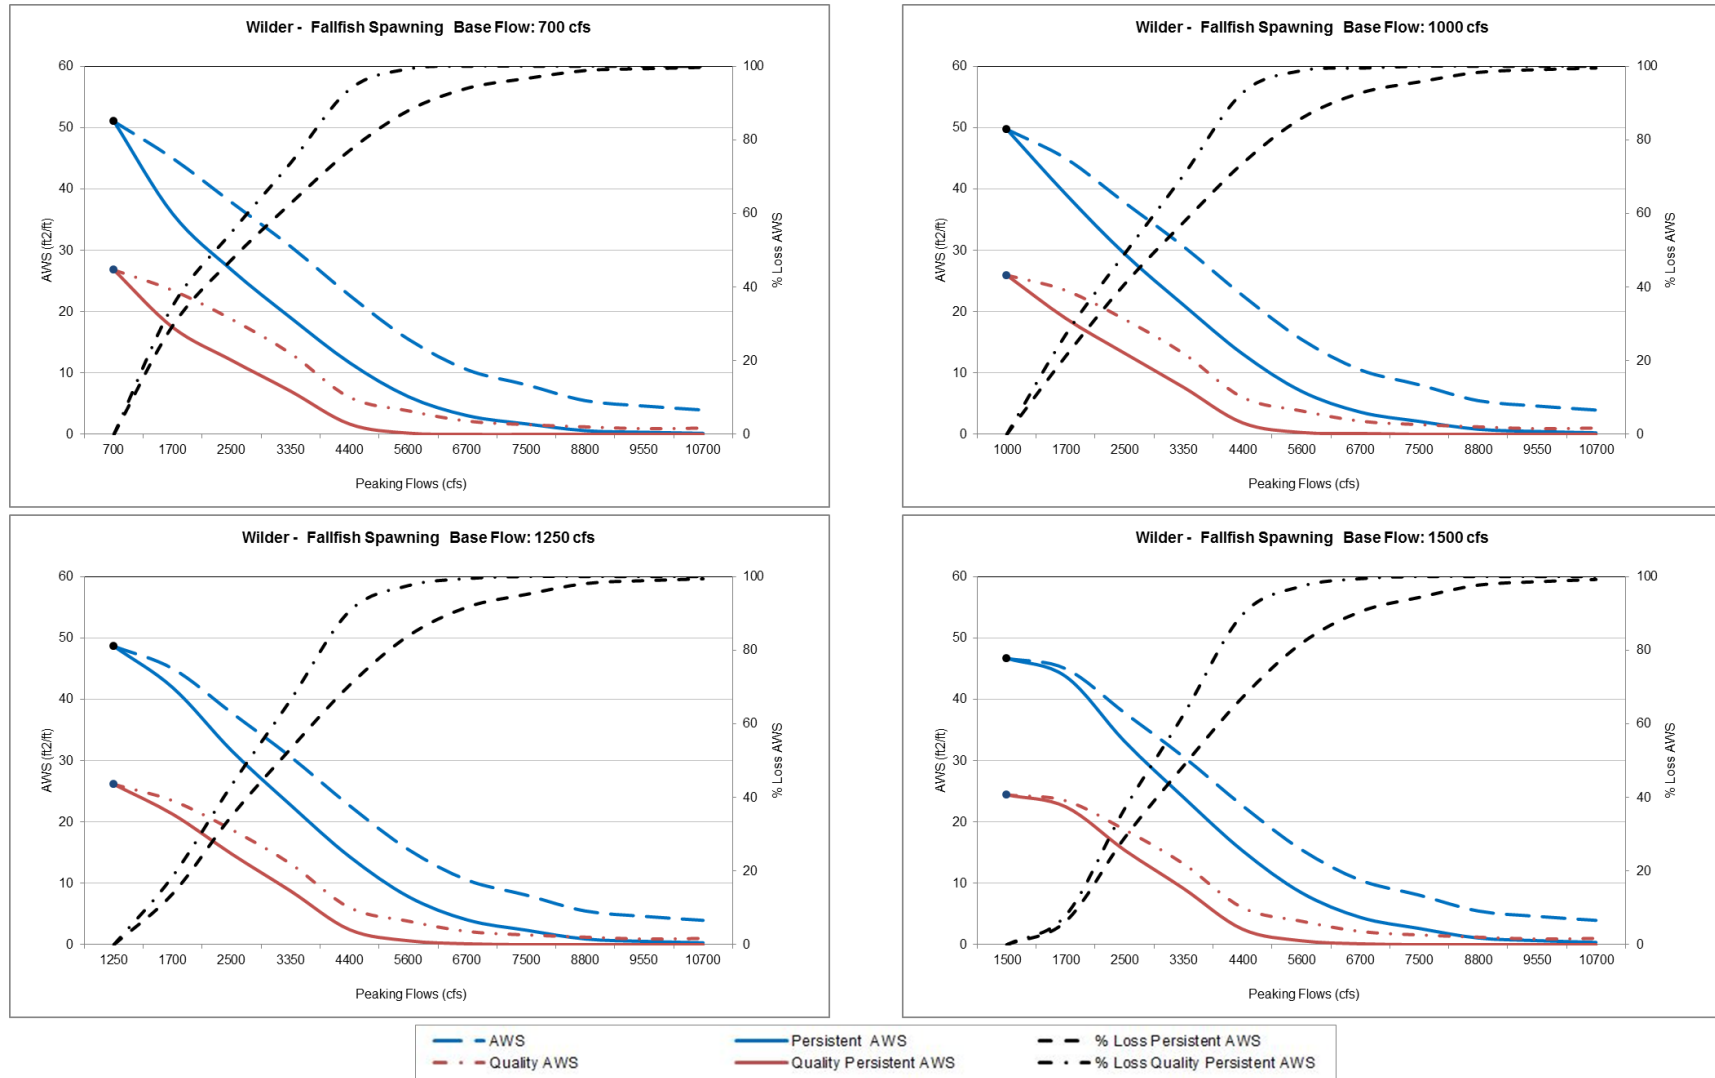 Wilder - Fallfish Spawning Base Flow: 700 cfs
60
50
40
30
20
10
0
AWS (ft2/ft)
100
80
60
40
20
0
% Loss AWS
700 1700 2500 3350 4400 5600 6700 7500 8800 9550 10700
Peaking Flows (cfs)
Wilder - Fallfish Spawning Base Flow: 1000 cfs
60
50
40
30
20
10
0
AWS (ft2/ft)
100
80
60
40
20
0
% Loss AWS
1000 1700 2500 3350 4400 5600 6700 7500 8800 9550 10700
Peaking Flows (cfs)
Wilder - Fallfish Spawning Base Flow: 1250 cfs
60
50
40
30
20
10
0
AWS (ft2/ft)
100
80
60
40
20
0
% Loss AWS
1250 1700 2500 3350 4400 5600 6700 7500 8800 9550 10700
Peaking Flows (cfs)
Wilder - Fallfish Spawning Base Flow: 1500 cfs
60
50
40
30
20
10
0
AWS (ft2/ft)
100
80
60
40
20
0
% Loss AWS
1500 1700 2500 3350 4400 5600 6700 7500 8800 9550 10700
Peaking Flows (cfs)
AWS Persistent AWS % Loss Persistent AWS
Quality AWS Quality Persistent AWS % Loss Quality Persistent AWS